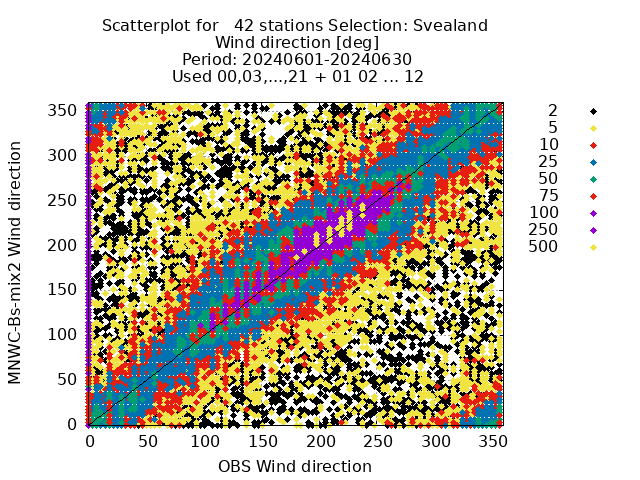 Scatterplot for   42 stations Selection: Svealand
Wind direction [deg]
Period: 20240601-20240630
Used 00,03,...,21 + 01 02 ... 12
MNWC-Bs-mix2 Wind direction
350
300
250
200
150
100
50
0
0 50 100 150 200 250 300 350
OBS Wind direction
2
5
10
25
50
75
100
250
500